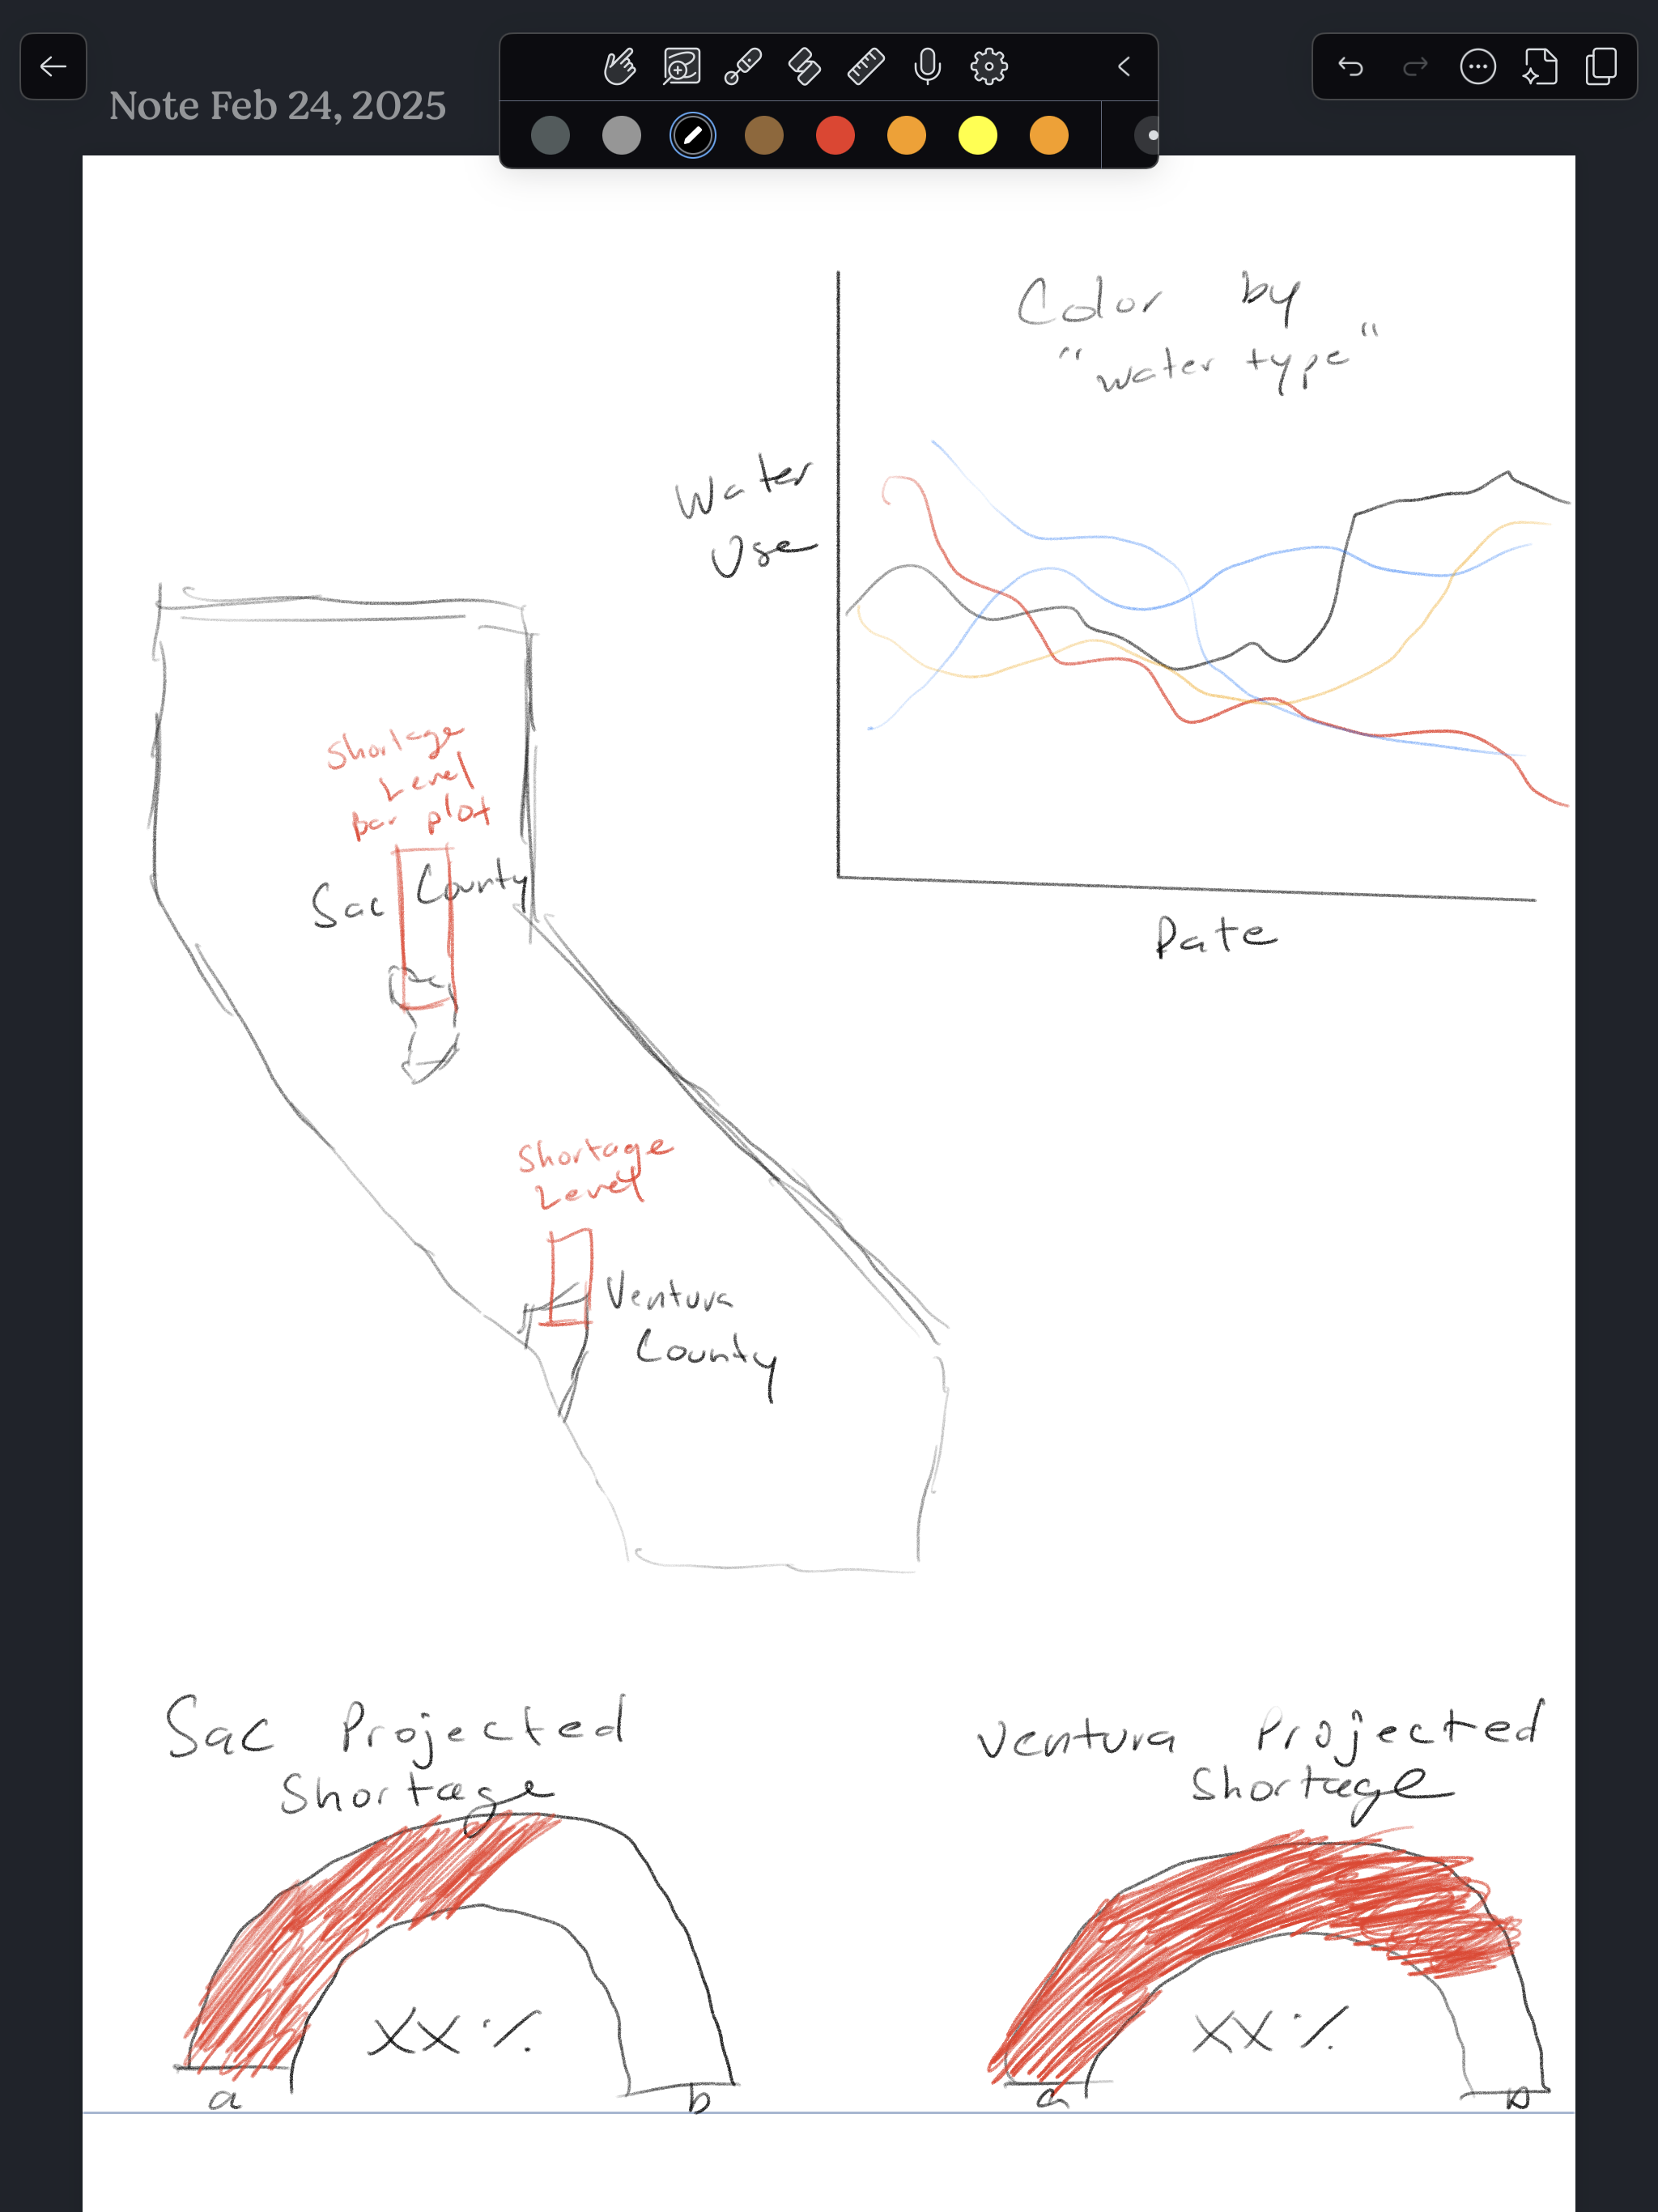 Note Feb 24, 2025
Color by
"water type"
Water
Use
Date
Shortage
Level
Bar plot
Sac County
Shortage
Level
Ventura
County
Sac Projected
Shortage
XX %
a b
Ventura Projected
Shortage
XX %
a b